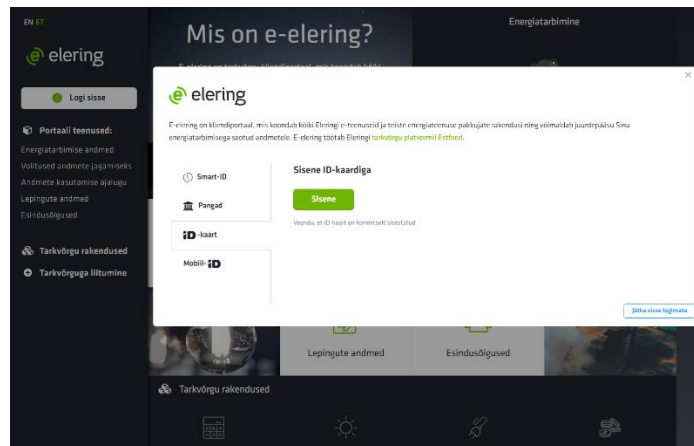 EN ET
elering
Logi sisse
Portaali teenused:
Energiatarbimise andmed
Volitused andmete jagamiseks
Andmete kasutamise ajalugu
Lepingute andmed
Esindusõigused
Tarkvõrgu rakendused
Tarkvõrguga liitumine
Mis on e-elering?
Energiatarbimine
elering
E-elering on kliendiportaal, mis koondab kõiki Eleringi e-teenuseid ja teiste energiateenuse pakkujate rakendusi ning võimaldab juurdepääsu Sinu
energiatarbimisega seotud andmetele. E-elering töötab Eleringi tarkvõrgu platvormil Estfeed.
Smart-ID
Pangad
iD-kaart
Mobiil-iD
Sisene ID-kaardiga
Sisene
Veendu, et ID-kaart on korrektselt sisestatud
Jätka sisse logimata
Lepingute andmed
Esindusõigused
Tarkvõrgu rakendused